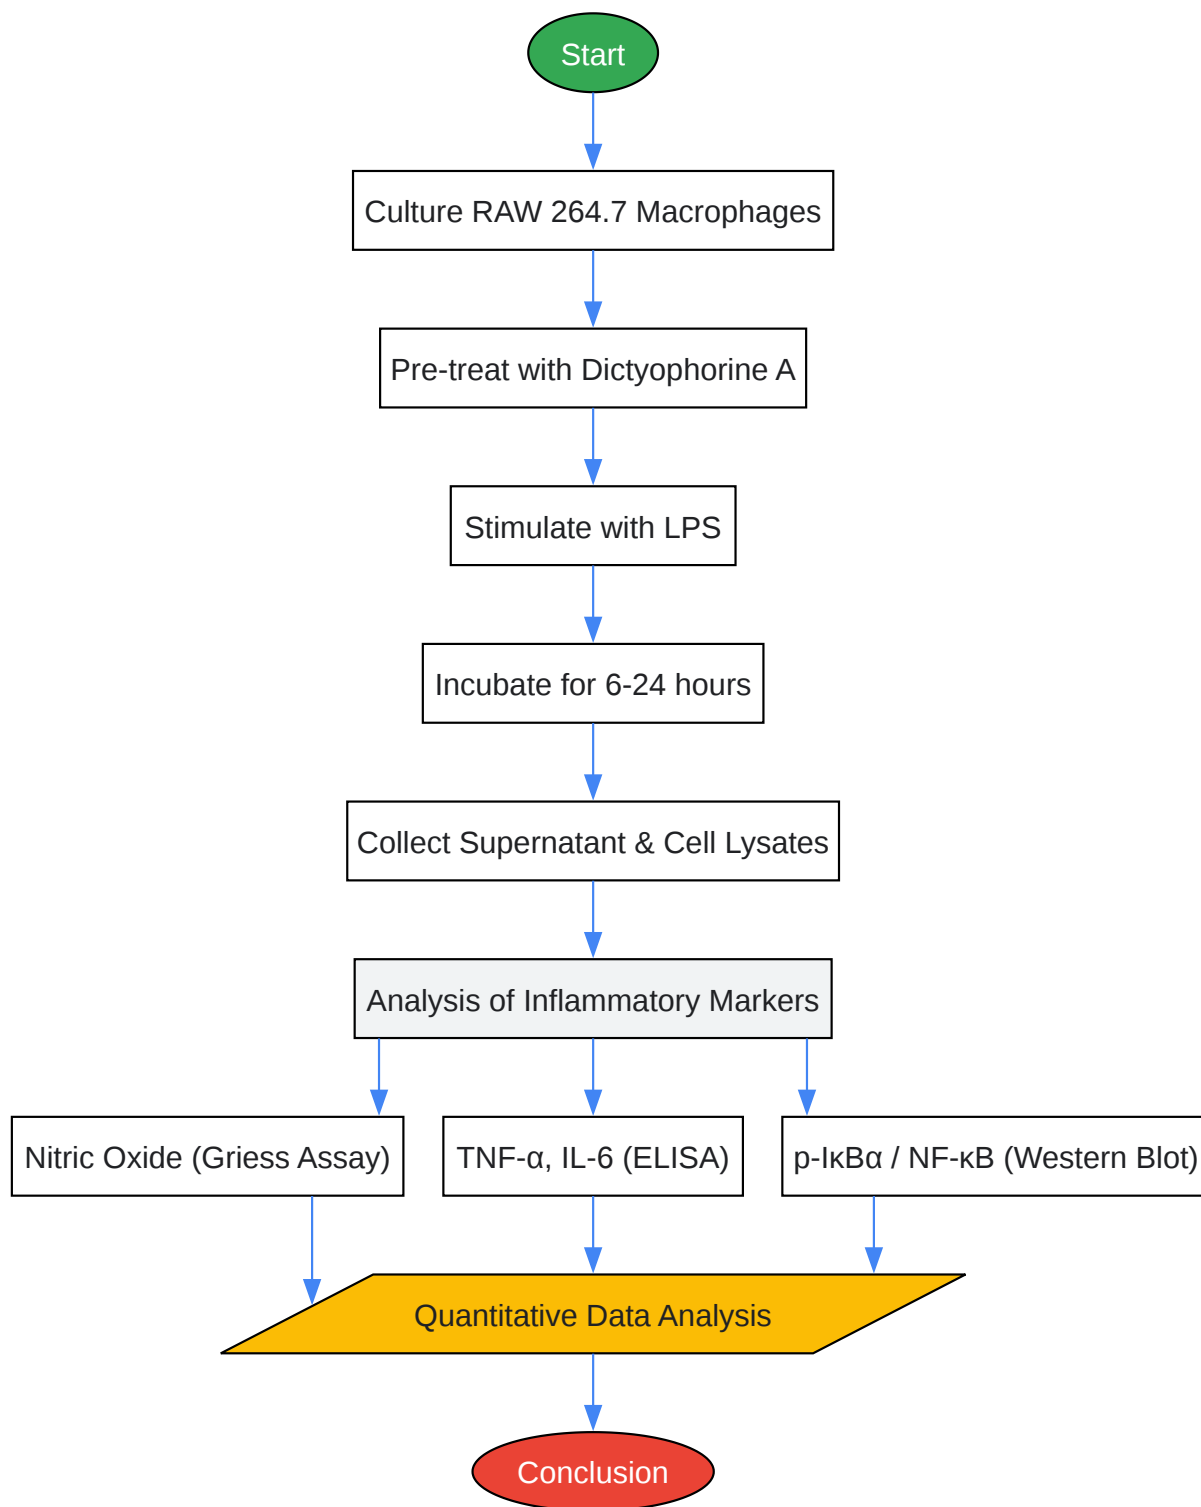 Start
Culture RAW 264.7 Macrophages
Pre-treat with Dictyophorine A
Stimulate with LPS
Incubate for 6-24 hours
Collect Supernatant & Cell Lysates
Analysis of Inflammatory Markers
Nitric Oxide (Griess Assay)
TNF-α, IL-6 (ELISA)
p-IκBα / NF-κB (Western Blot)
Quantitative Data Analysis
Conclusion